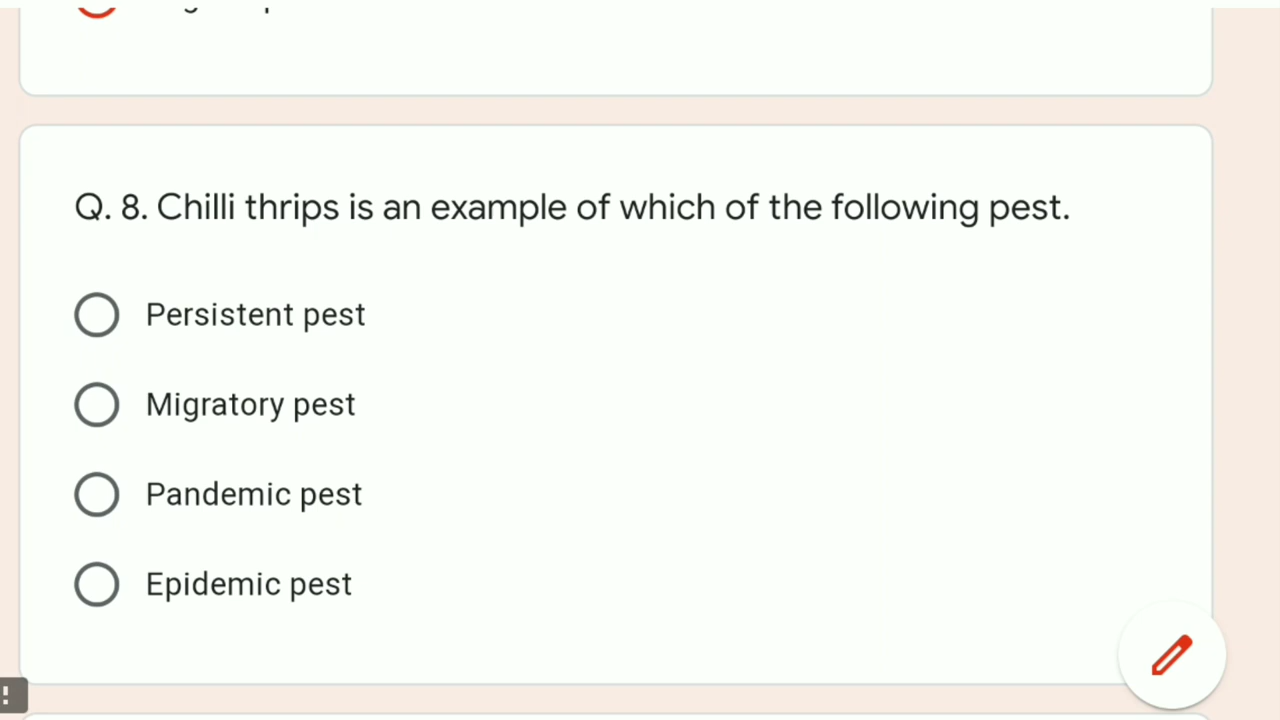 Q. 8. Chilli thrips is an example of which of the following pest.
Persistent pest
Migratory pest
Pandemic pest
Epidemic pest